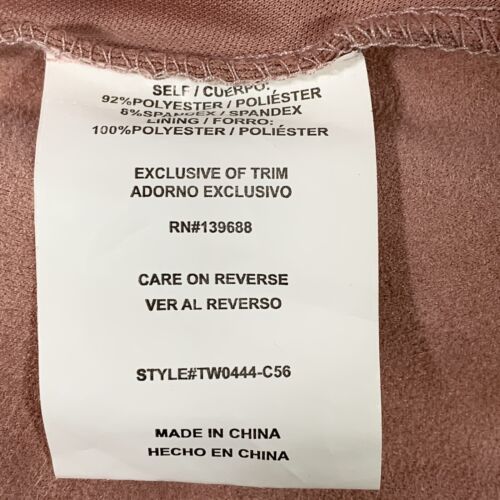 SELF / CUERPO:
92%POLYESTER / POLIÉSTER
8%SPANDEX / SPANDEX
LINING / FORRO:
100%POLYESTER / POLIÉSTER
EXCLUSIVE OF TRIM
ADORNO EXCLUSIVO
RN#139688
CARE ON REVERSE
VER AL REVERSO
STYLE#TW0444-C56
MADE IN CHINA
HECHO EN CHINA